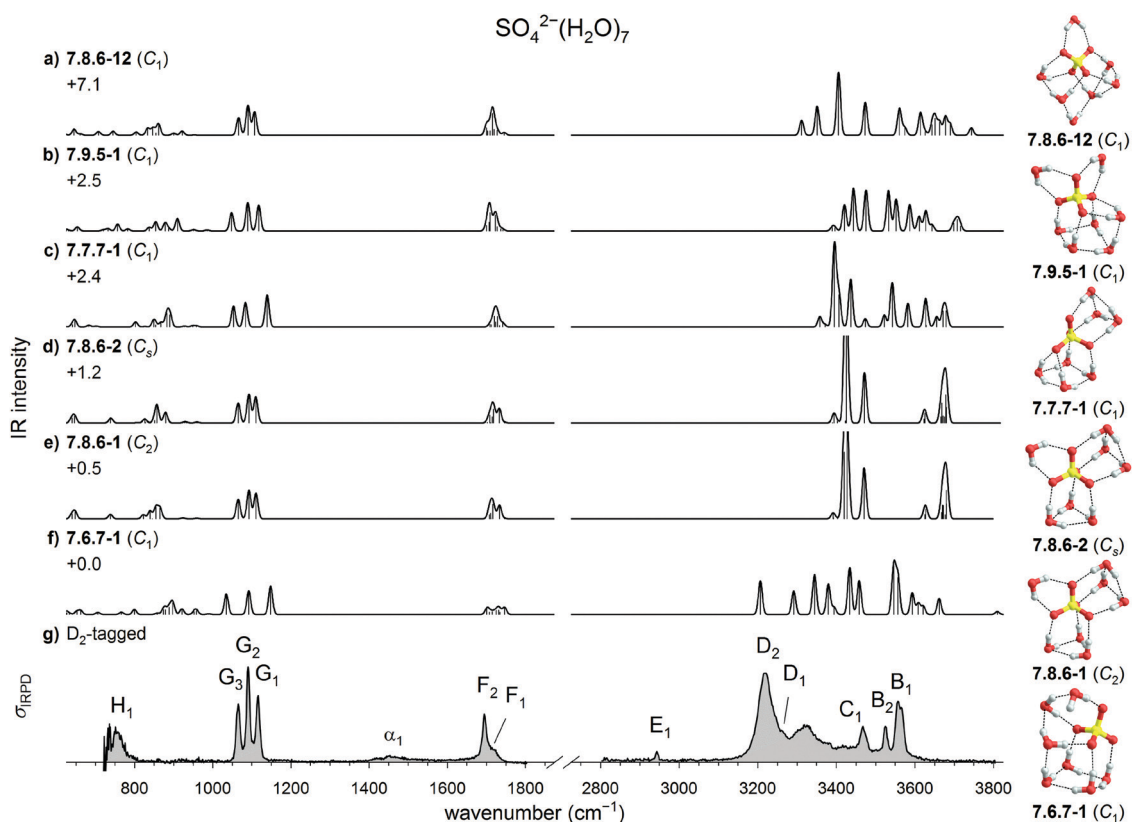 SO₄²⁻(H₂O)₇
a) 7.8.6-12 (C₁)
+7.1
7.8.6-12 (C₁)
b) 7.9.5-1 (C₁)
+2.5
7.9.5-1 (C₁)
c) 7.7.7-1 (C₁)
+2.4
7.7.7-1 (C₁)
d) 7.8.6-2 (Cₛ)
+1.2
7.8.6-2 (Cₛ)
e) 7.8.6-1 (C₂)
+0.5
7.8.6-1 (C₂)
f) 7.6.7-1 (C₁)
+0.0
7.6.7-1 (C₁)
IR intensity
g) D₂-tagged
σIRPD
H₁ G₃ G₂ G₁ α₁ F₂ F₁ E₁ D₂ D₁ C₁ B₂ B₁
800 1000 1200 1400 1600 1800 2800 3000 3200 3400 3600 3800
wavenumber (cm⁻¹)